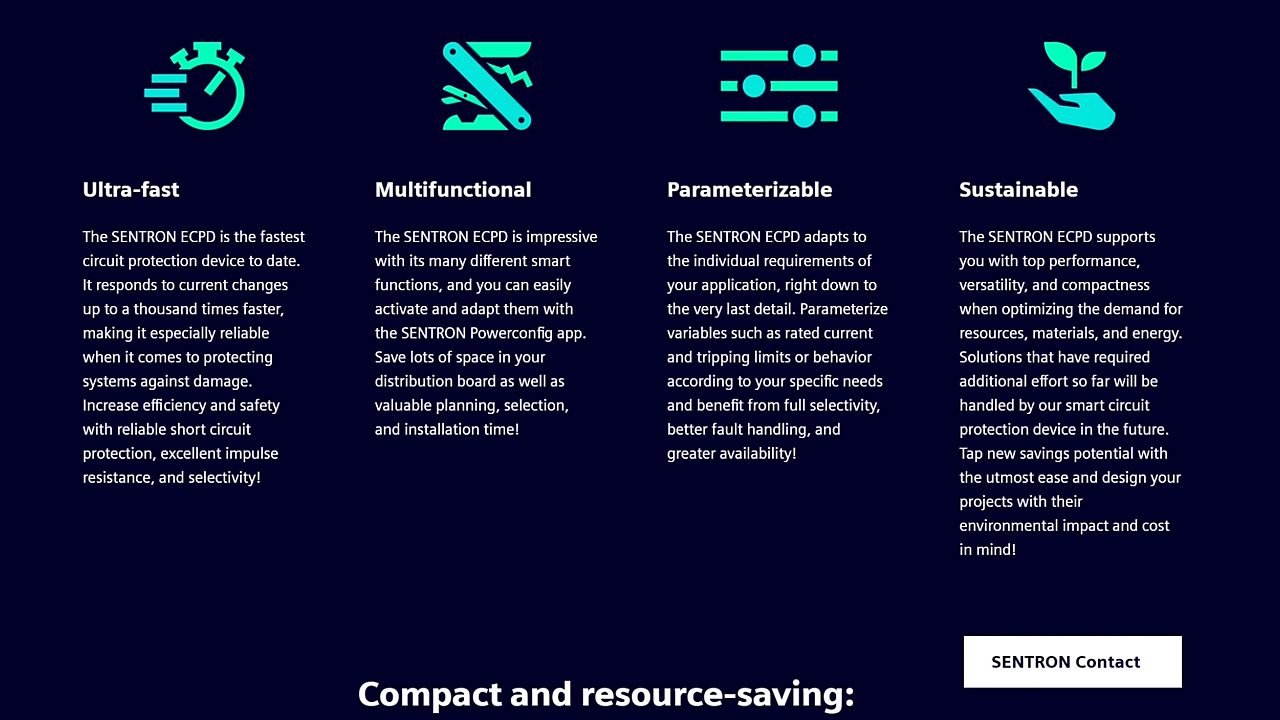 Ultra-fast
The SENTRON ECPD is the fastest
circuit protection device to date.
It responds to current changes
up to a thousand times faster,
making it especially reliable
when it comes to protecting
systems against damage.
Increase efficiency and safety
with reliable short circuit
protection, excellent impulse
resistance, and selectivity!
Multifunctional
The SENTRON ECPD is impressive
with its many different smart
functions, and you can easily
activate and adapt them with
the SENTRON Powerconfig app.
Save lots of space in your
distribution board as well as
valuable planning, selection,
and installation time!
Parameterizable
The SENTRON ECPD adapts to
the individual requirements of
your application, right down to
the very last detail. Parameterize
variables such as rated current
and tripping limits or behavior
according to your specific needs
and benefit from full selectivity,
better fault handling, and
greater availability!
Sustainable
The SENTRON ECPD supports
you with top performance,
versatility, and compactness
when optimizing the demand for
resources, materials, and energy.
Solutions that have required
additional effort so far will be
handled by our smart circuit
protection device in the future.
Tap new savings potential with
the utmost ease and design your
projects with their
environmental impact and cost
in mind!
SENTRON Contact
Compact and resource-saving: